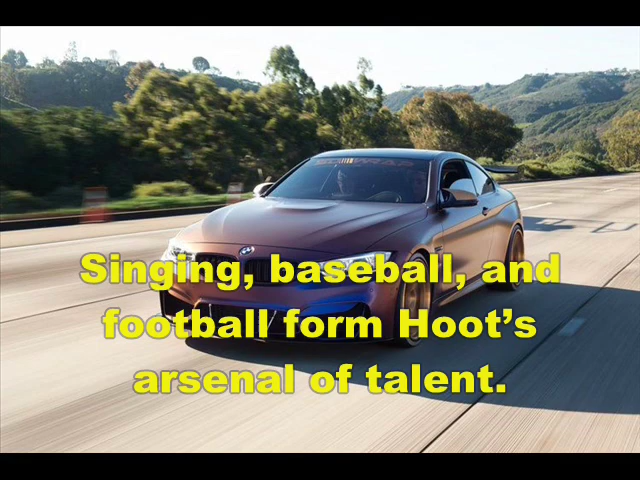 Singing, baseball, and
football form Hoot’s
arsenal of talent.